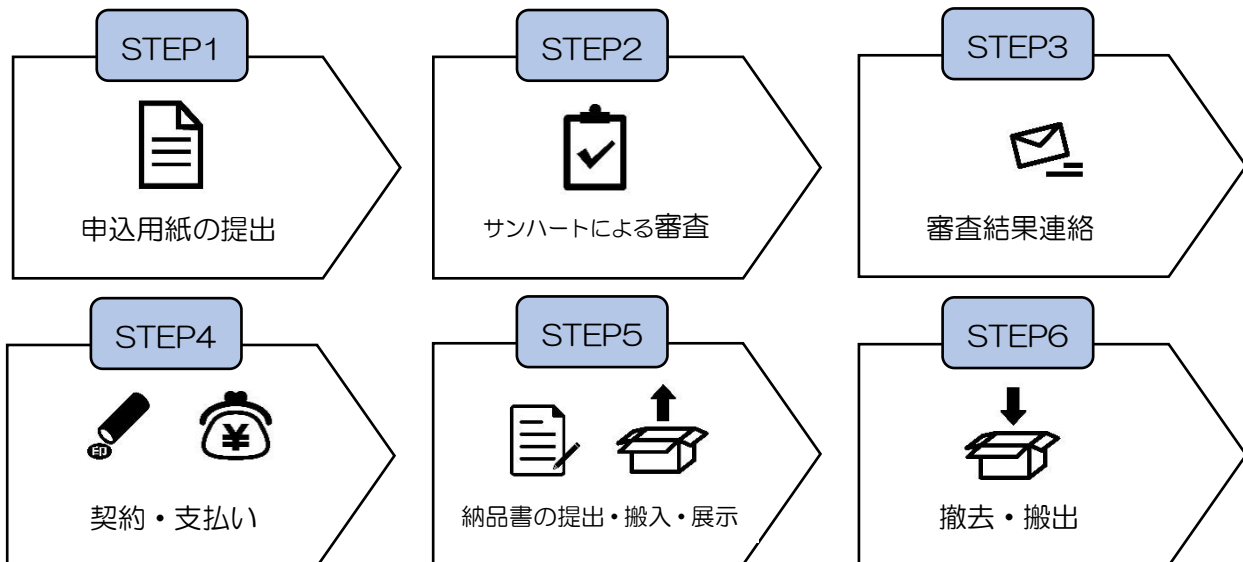 STEP1
申込用紙の提出
STEP2
サンハートによる審査
STEP3
審査結果連絡
STEP4
印
¥
契約・支払い
STEP5
納品書の提出・搬入・展示
STEP6
撤去・搬出